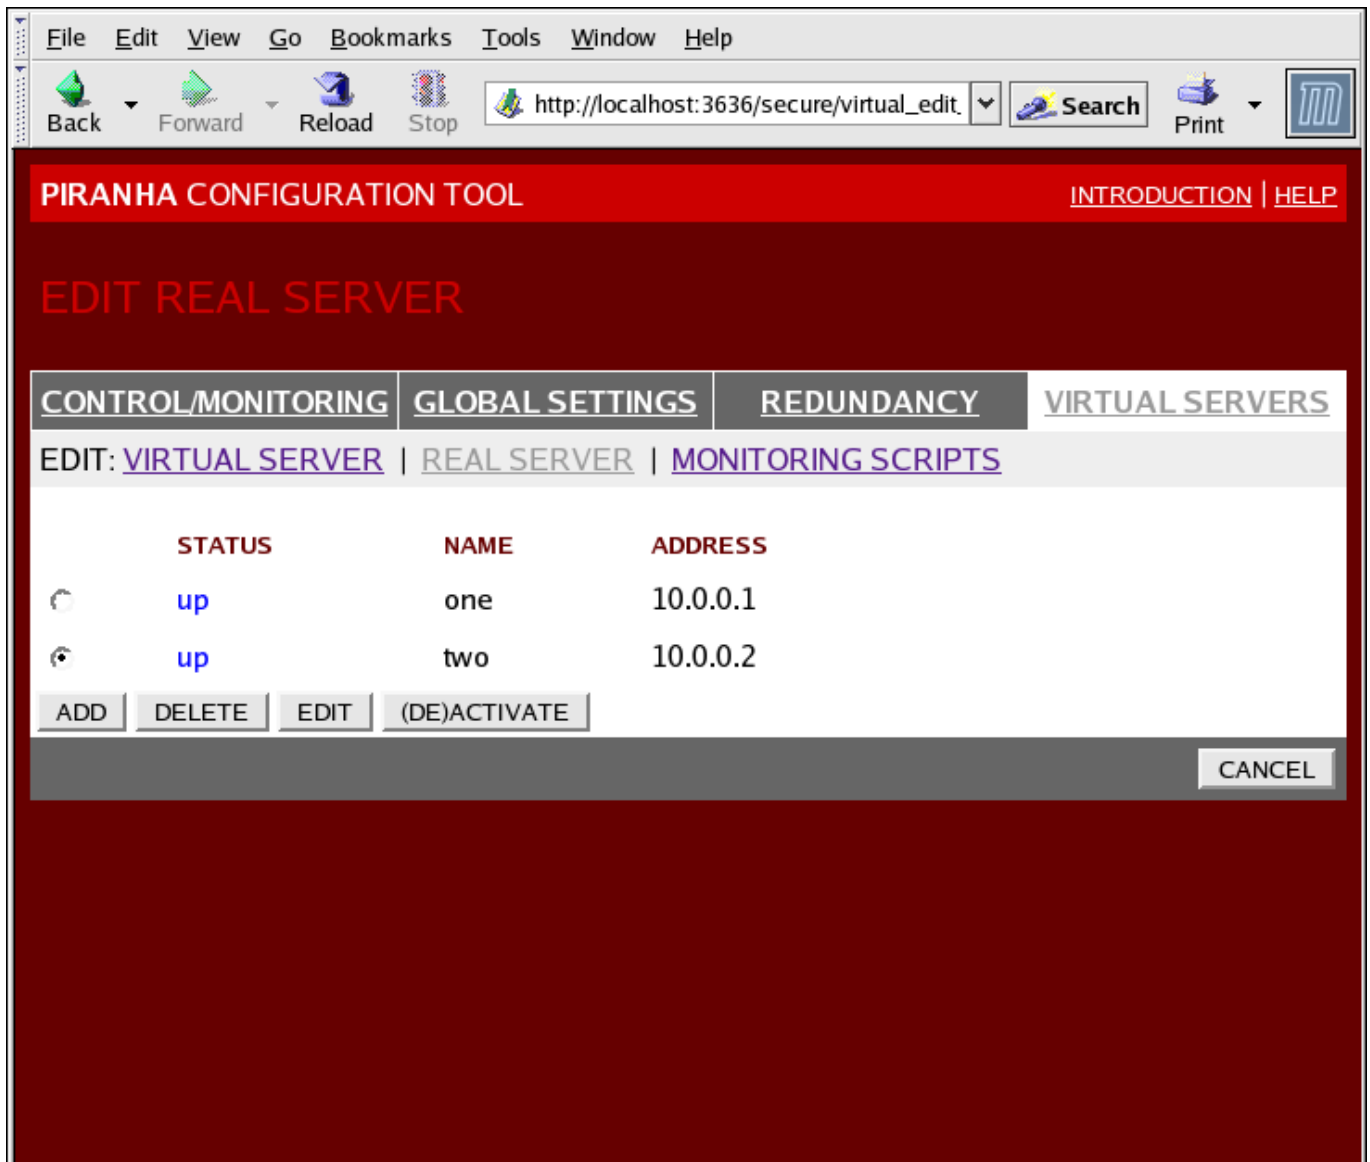 File Edit View Go Bookmarks Tools Window Help
Back Forward Reload Stop http://localhost:3636/secure/virtual_edit_ Search Print
PIRANHA CONFIGURATION TOOL INTRODUCTION | HELP
EDIT REAL SERVER
CONTROL/MONITORING GLOBAL SETTINGS REDUNDANCY VIRTUAL SERVERS
EDIT: VIRTUAL SERVER | REAL SERVER | MONITORING SCRIPTS
STATUS NAME ADDRESS
up one 10.0.0.1
up two 10.0.0.2
ADD DELETE EDIT (DE)ACTIVATE
CANCEL